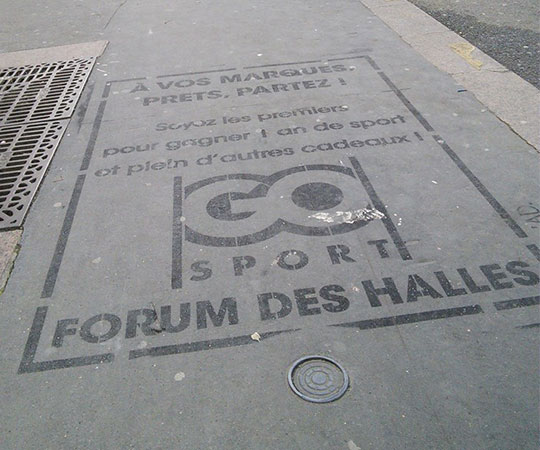 À VOS MARQUES,
PRETS, PARTEZ !
Soyez les premiers
pour gagner 1 an de sport
et plein d'autres cadeaux !
GO
SPORT
FORUM DES HALLES